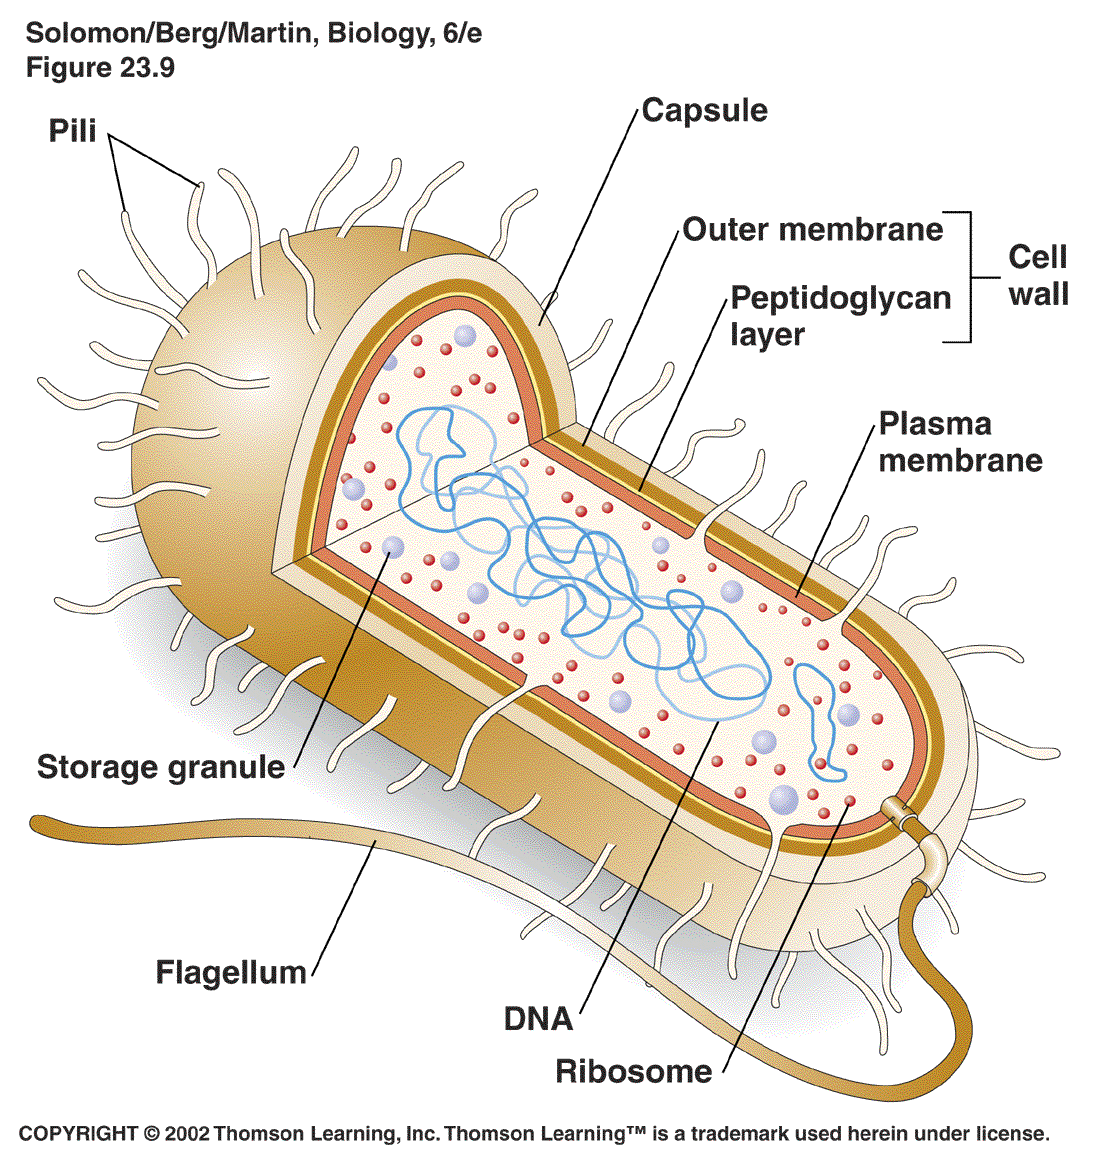 Solomon/Berg/Martin, Biology, 6/e
Figure 23.9
Capsule
Pili
Outer membrane
Cell
wall
Peptidoglycan
layer
Plasma
membrane
Storage granule
Flagellum
DNA
Ribosome
COPYRIGHT © 2002 Thomson Learning, Inc. Thomson Learning™ is a trademark used herein under license.